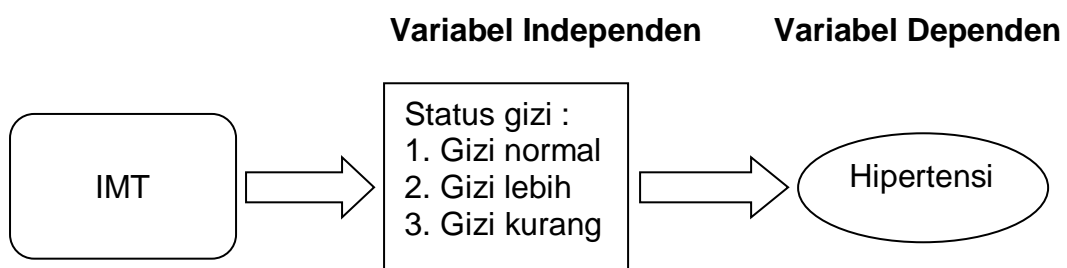 Variabel Independen
Variabel Dependen
IMT
Status gizi :
1. Gizi normal
2. Gizi lebih
3. Gizi kurang
Hipertensi